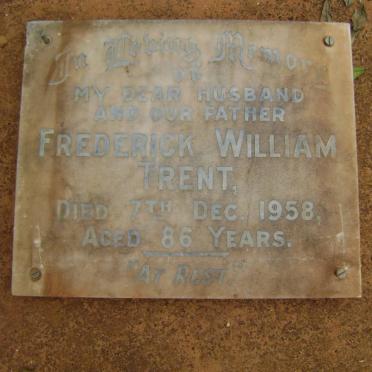 In Loving Memory
OF
MY DEAR HUSBAND
AND OUR FATHER
FREDERICK WILLIAM
TRENT,
DIED 7TH DEC. 1958,
AGED 86 YEARS.
"AT REST."